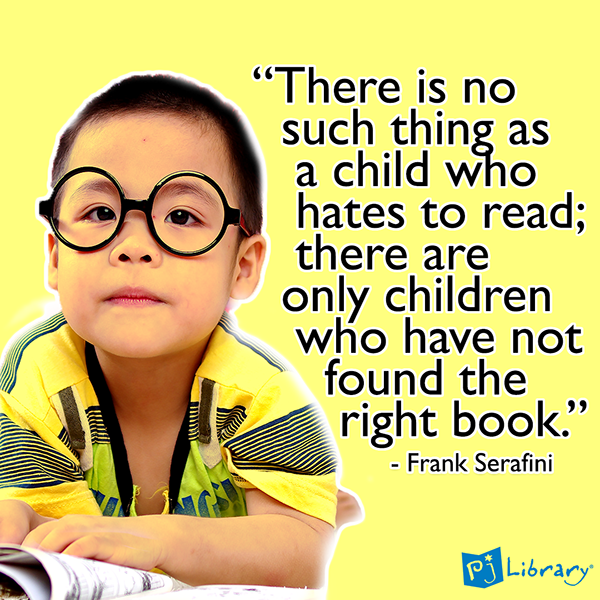 “There is no
such thing as
a child who
hates to read;
there are
only children
who have not
found the
right book.”
- Frank Serafini
PJ Library®